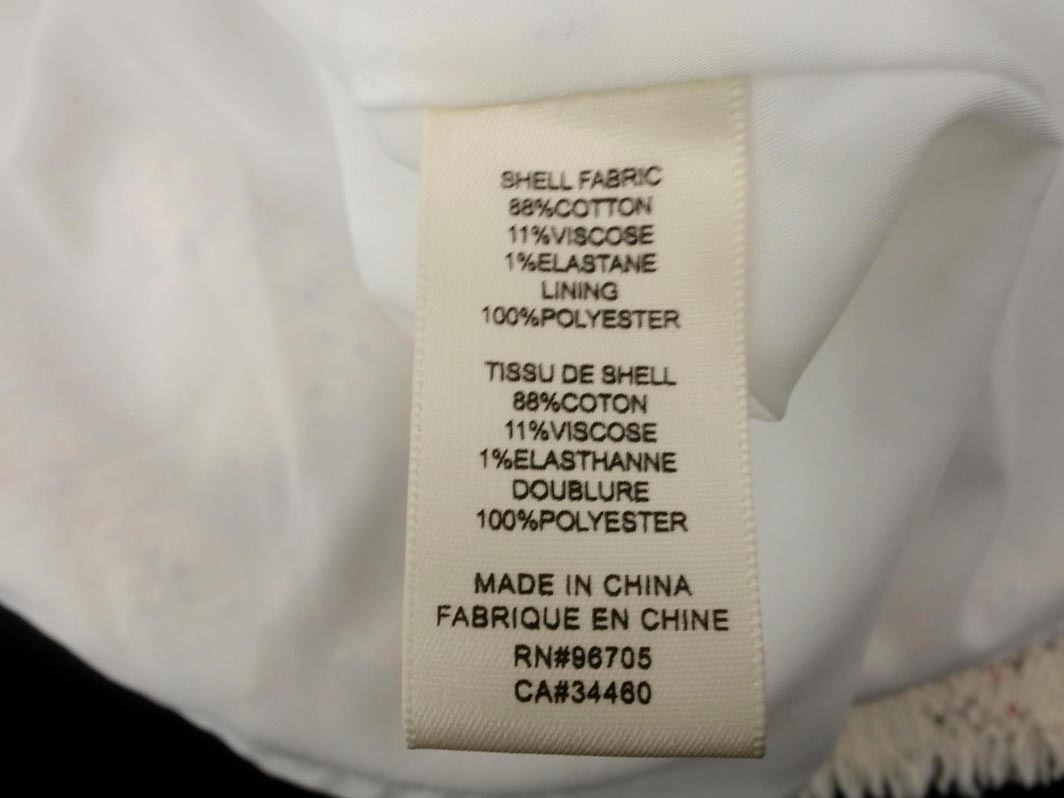 SHELL FABRIC
88%COTTON
11%VISCOSE
1%ELASTANE
LINING
100%POLYESTER
TISSU DE SHELL
88%COTON
11%VISCOSE
1%ELASTHANNE
DOUBLURE
100%POLYESTER
MADE IN CHINA
FABRIQUE EN CHINE
RN#96705
CA#34460